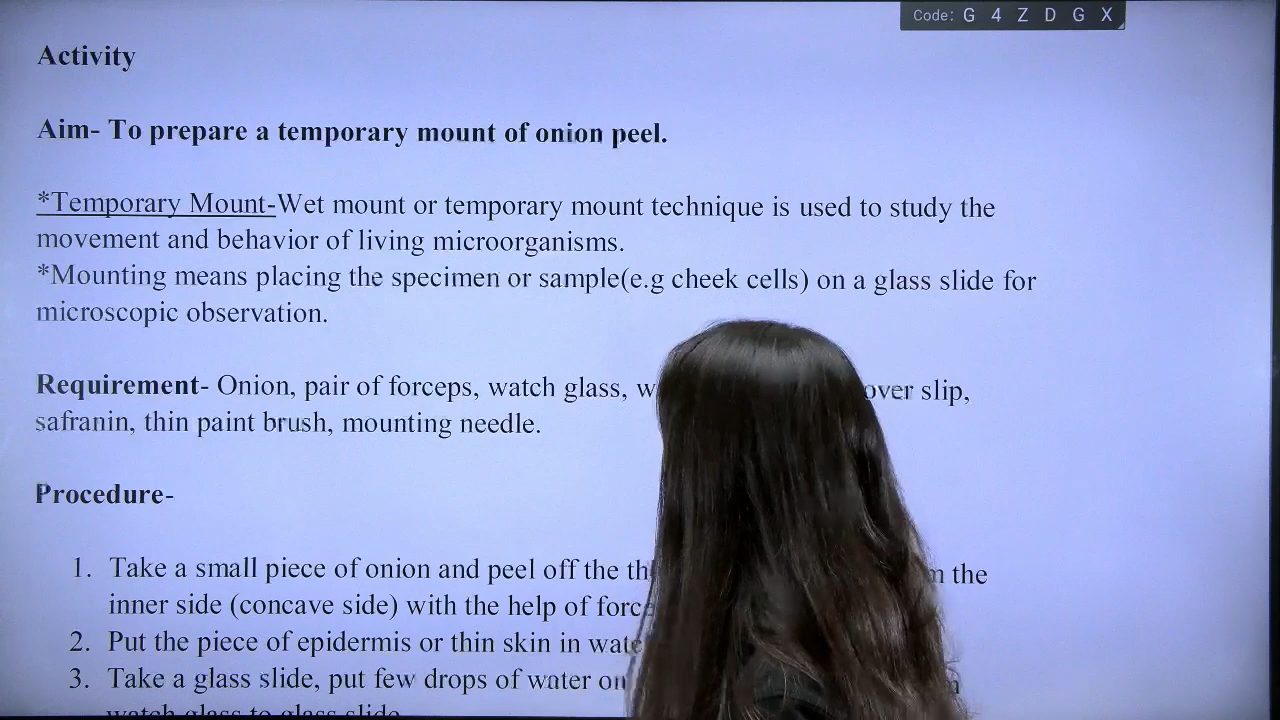 Code: G 4 Z D G X
Activity
Aim- To prepare a temporary mount of onion peel.
*Temporary Mount-Wet mount or temporary mount technique is used to study the
movement and behavior of living microorganisms.
*Mounting means placing the specimen or sample(e.g cheek cells) on a glass slide for
microscopic observation.
Requirement- Onion, pair of forceps, watch glass, slip,
safranin, thin paint brush, mounting needle.
Procedure-
1. Take a small piece of onion and peel off the the
inner side (concave side) with the help of
2. Put the piece of epidermis or thin skin in
3. Take a glass slide, put few drops of water on
watch glass to glass slide.